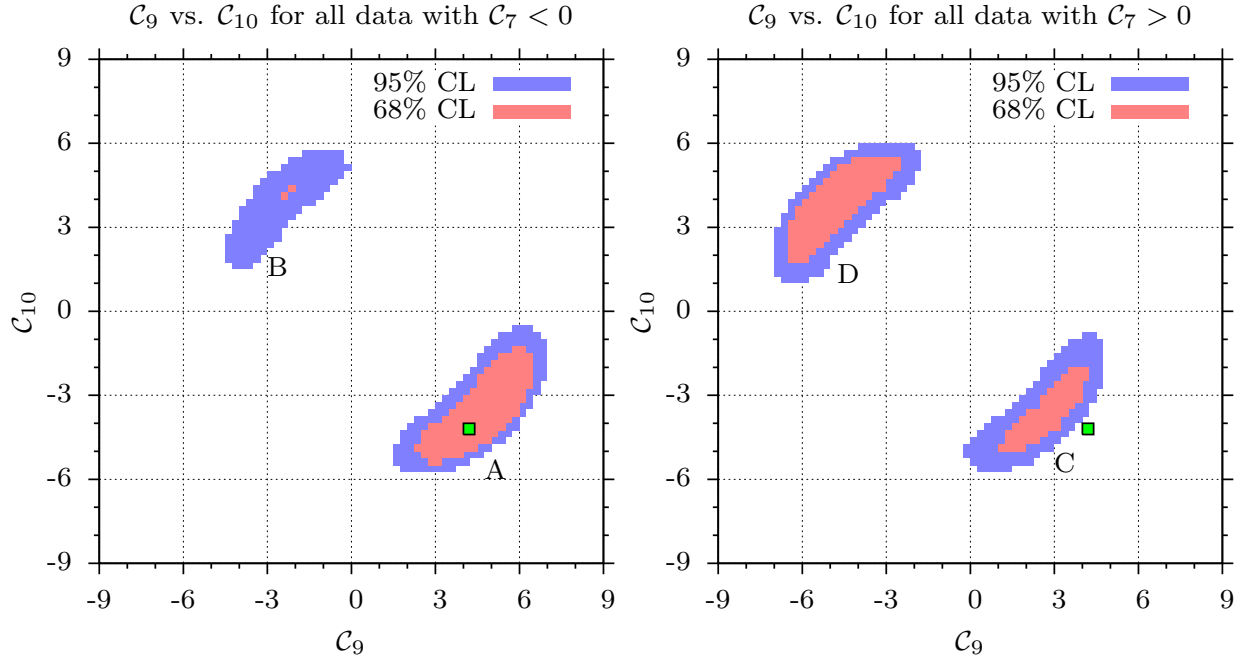 C₉ vs. C₁₀ for all data with C₇ < 0
95% CL
68% CL
9
6
3
0
-3
-6
-9
C₁₀
B
A
-9 -6 -3 0 3 6 9
C₉
C₉ vs. C₁₀ for all data with C₇ > 0
95% CL
68% CL
9
6
3
0
-3
-6
-9
C₁₀
D
C
-9 -6 -3 0 3 6 9
C₉